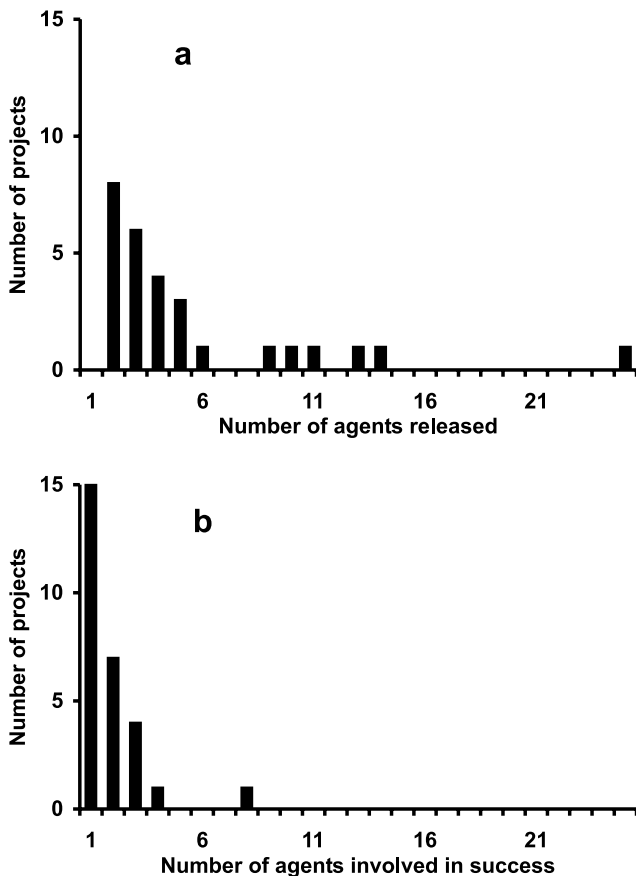 a
Number of projects
15
10
5
0
1 6 11 16 21
Number of agents released
b
Number of projects
15
10
5
0
1 6 11 16 21
Number of agents involved in success